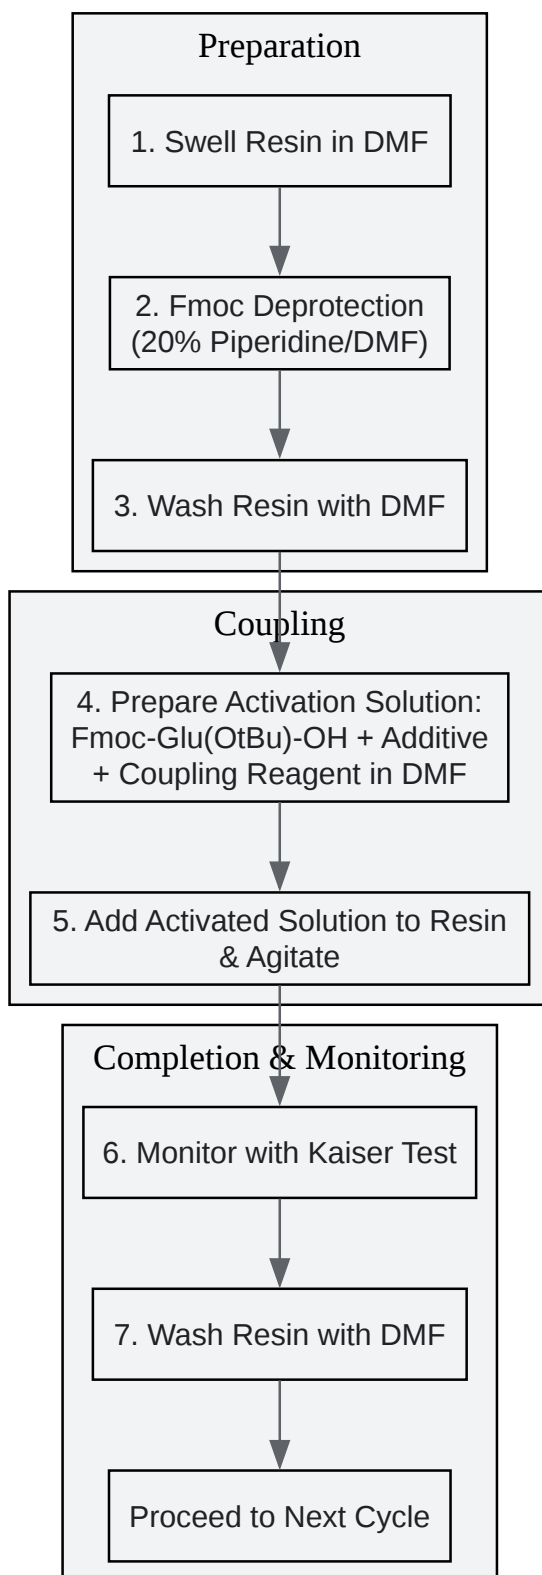 Preparation
1. Swell Resin in DMF
2. Fmoc Deprotection
(20% Piperidine/DMF)
3. Wash Resin with DMF
Coupling
4. Prepare Activation Solution:
Fmoc-Glu(OtBu)-OH + Additive
+ Coupling Reagent in DMF
5. Add Activated Solution to Resin
& Agitate
Completion & Monitoring
6. Monitor with Kaiser Test
7. Wash Resin with DMF
Proceed to Next Cycle